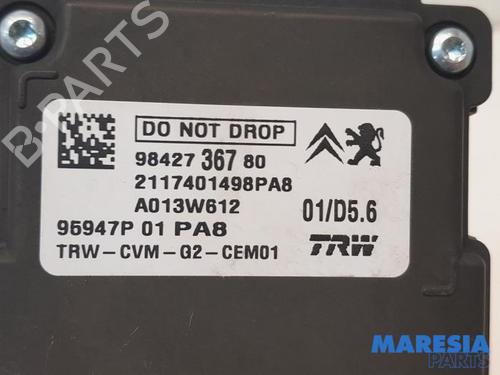 DO NOT DROP
98427 367 80
2117401498PA8
A013W612
01/D5.6
95947P 01 PA8
TRW-CVM-G2-CEM01
TRW
B-PARTS
MARESIA
PARTS